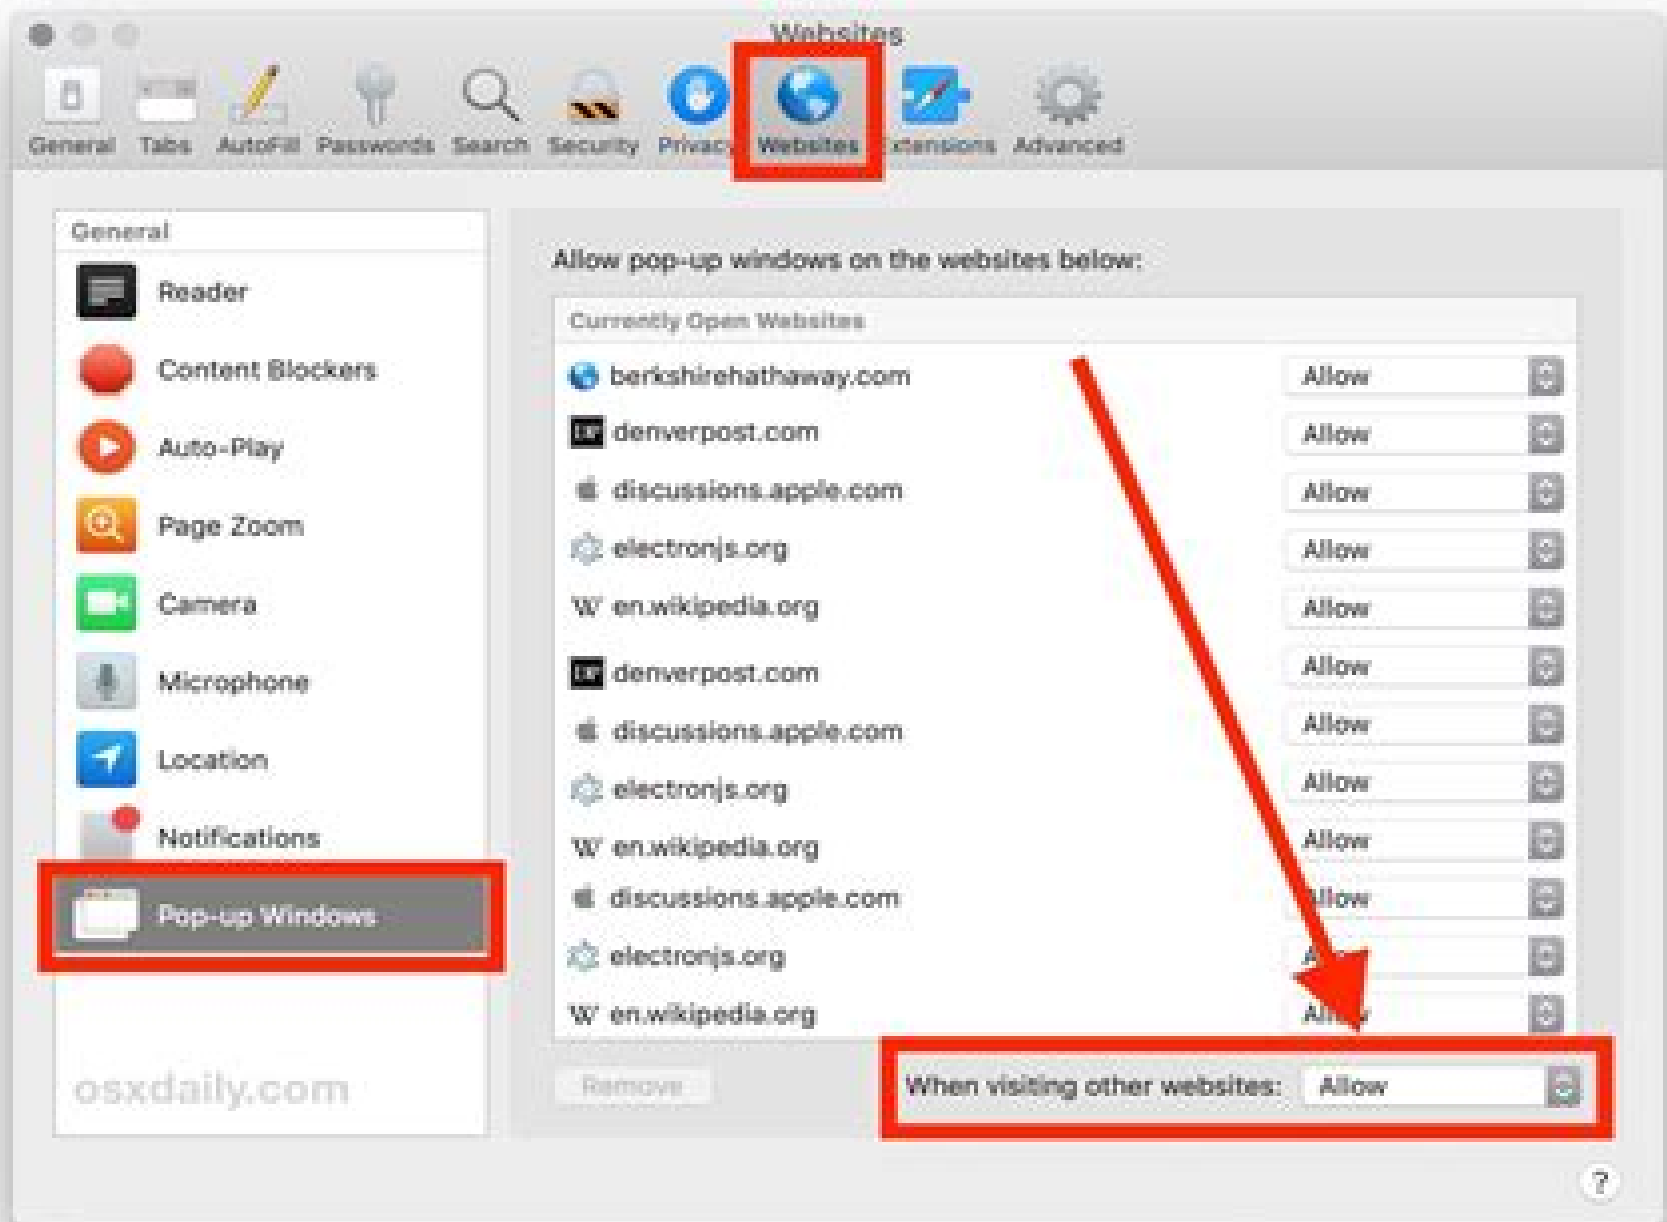 Websites
General Tabs AutoFill Passwords Search Security Privacy Websites Extensions Advanced
General
Reader
Content Blockers
Auto-Play
Page Zoom
Camera
Microphone
Location
Notifications
Pop-up Windows
osxdaily.com
Allow pop-up windows on the websites below:
Currently Open Websites
berkshirehathaway.com Allow
denverpost.com Allow
discussions.apple.com Allow
electronjs.org Allow
W en.wikipedia.org Allow
denverpost.com Allow
discussions.apple.com Allow
electronjs.org Allow
W en.wikipedia.org Allow
discussions.apple.com Allow
electronjs.org
W en.wikipedia.org Allow
Remove
When visiting other websites: Allow
?